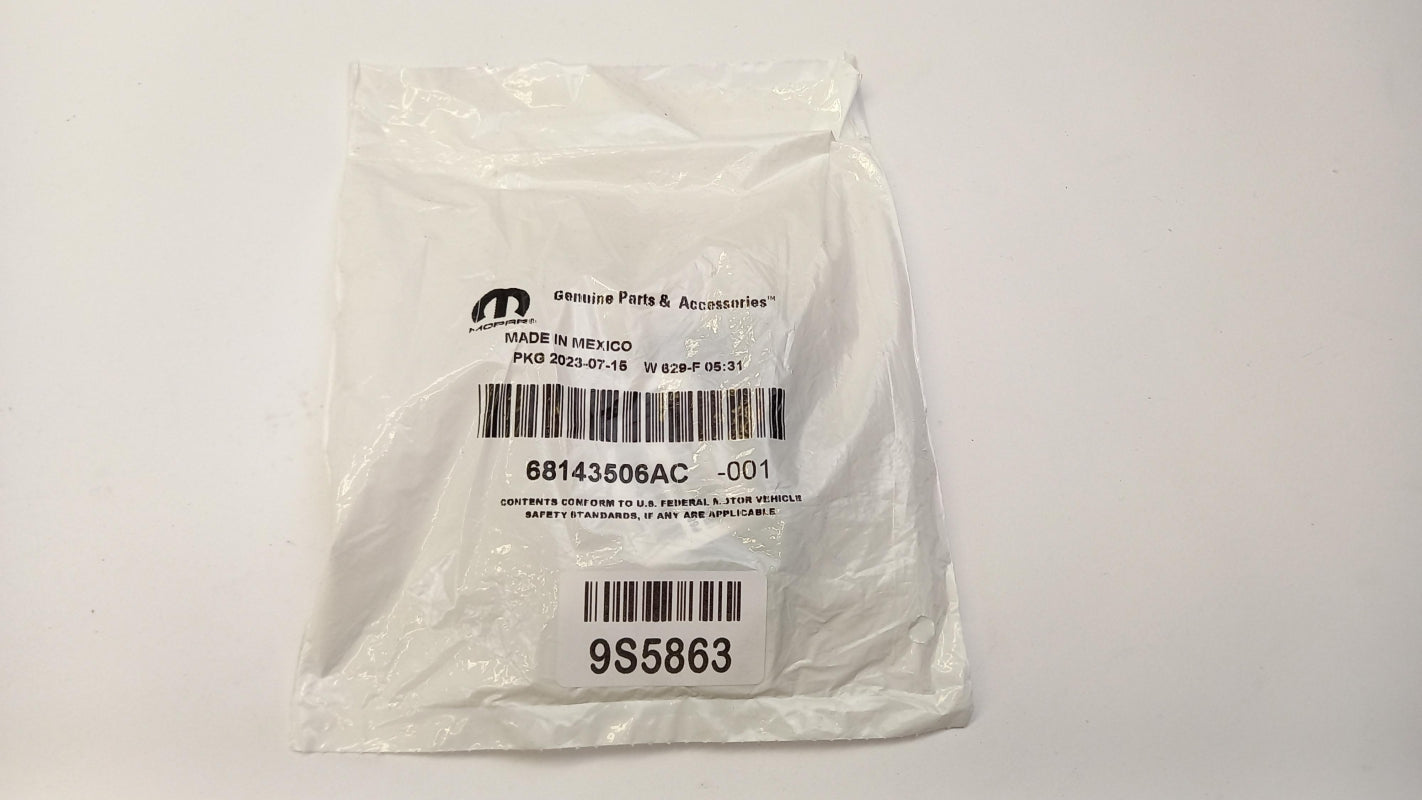 Genuine Parts & Accessories™
MOPAR®
MADE IN MEXICO
PKG 2023-07-15 W 629-F 05:31
68143506AC -001
CONTENTS CONFORM TO U.S. FEDERAL MOTOR VEHICLE
SAFETY STANDARDS, IF ANY ARE APPLICABLE
9S5863